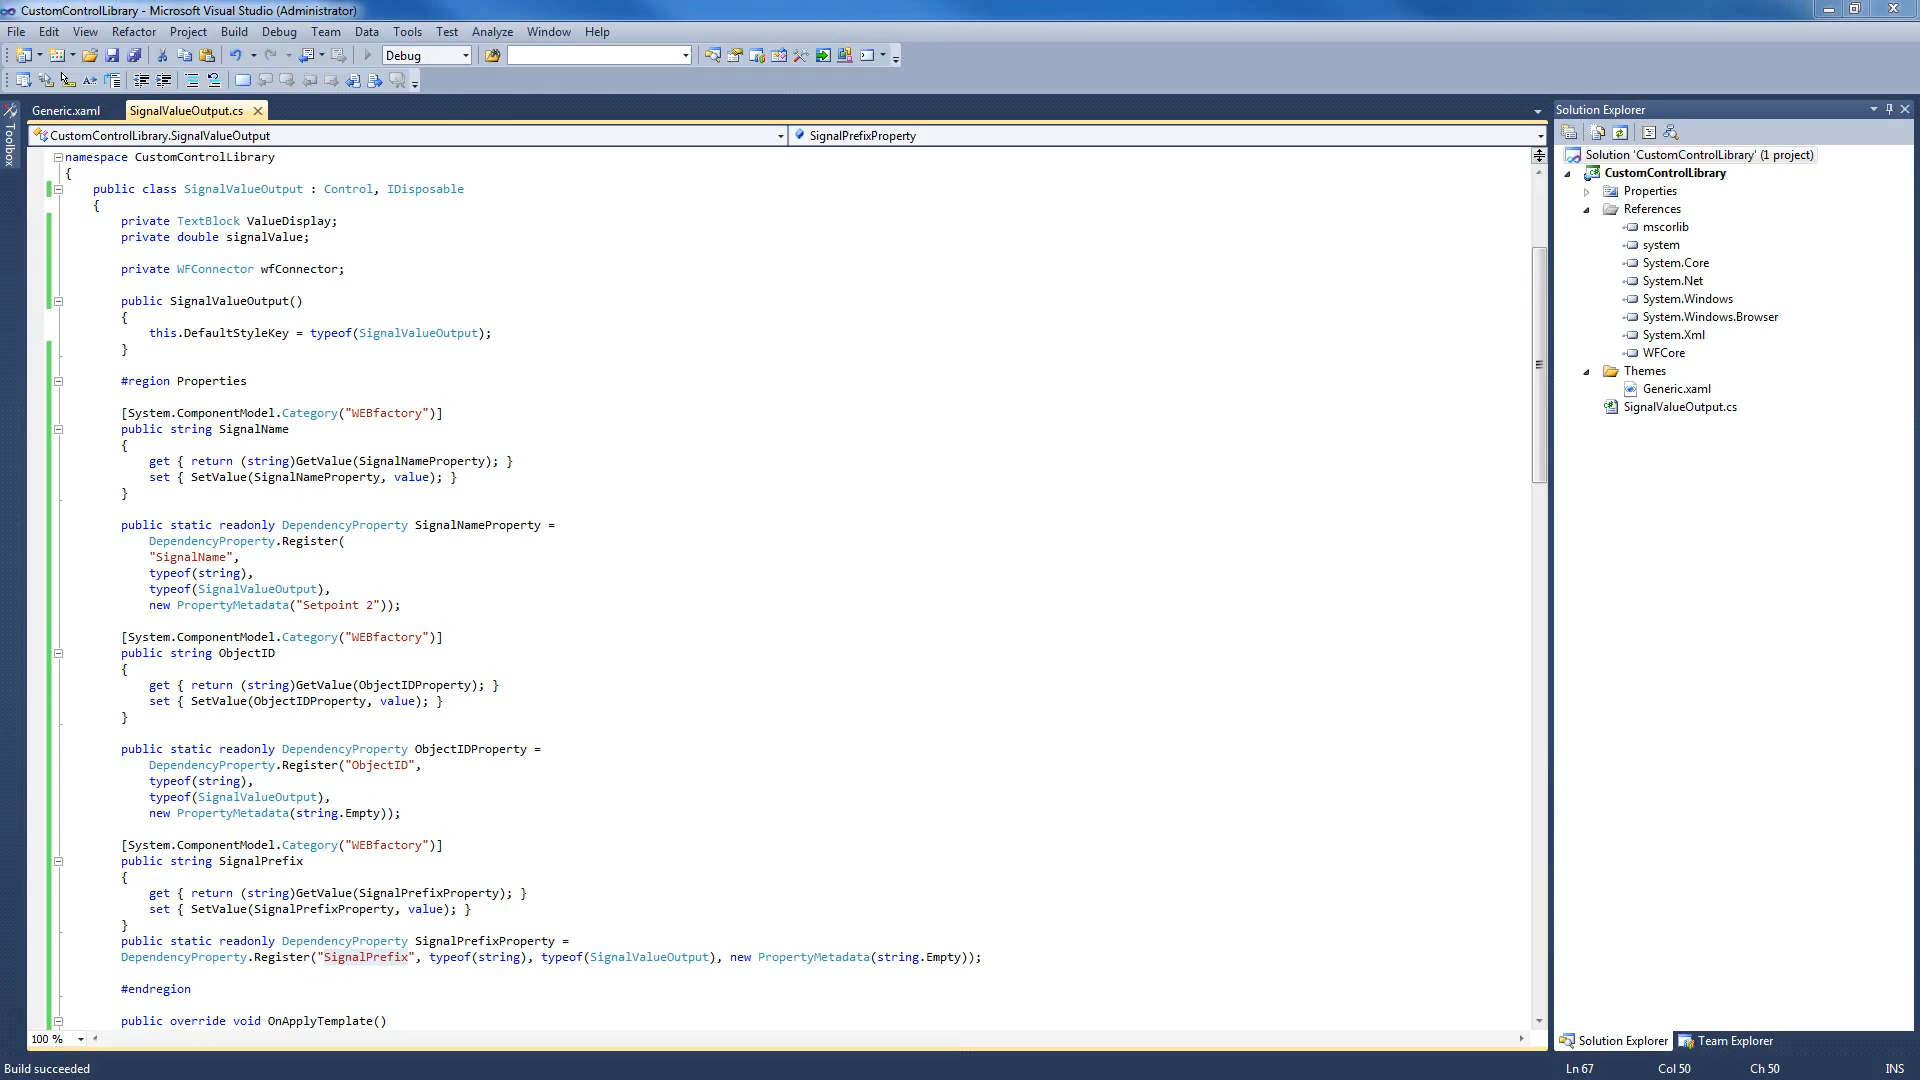 CustomControlLibrary - Microsoft Visual Studio (Administrator)
File Edit View Refactor Project Build Debug Team Data Tools Test Analyze Window Help
Debug
Toolbox
Generic.xaml SignalValueOutput.cs
CustomControlLibrary.SignalValueOutput SignalPrefixProperty
namespace CustomControlLibrary
{
public class SignalValueOutput : Control, IDisposable
{
private TextBlock ValueDisplay;
private double signalValue;
private WFConnector wfConnector;
public SignalValueOutput()
{
this.DefaultStyleKey = typeof(SignalValueOutput);
}
#region Properties
[System.ComponentModel.Category("WEBfactory")]
public string SignalName
{
get { return (string)GetValue(SignalNameProperty); }
set { SetValue(SignalNameProperty, value); }
}
public static readonly DependencyProperty SignalNameProperty =
DependencyProperty.Register(
"SignalName",
typeof(string),
typeof(SignalValueOutput),
new PropertyMetadata("Setpoint 2"));
[System.ComponentModel.Category("WEBfactory")]
public string ObjectID
{
get { return (string)GetValue(ObjectIDProperty); }
set { SetValue(ObjectIDProperty, value); }
}
public static readonly DependencyProperty ObjectIDProperty =
DependencyProperty.Register("ObjectID",
typeof(string),
typeof(SignalValueOutput),
new PropertyMetadata(string.Empty));
[System.ComponentModel.Category("WEBfactory")]
public string SignalPrefix
{
get { return (string)GetValue(SignalPrefixProperty); }
set { SetValue(SignalPrefixProperty, value); }
}
public static readonly DependencyProperty SignalPrefixProperty =
DependencyProperty.Register("SignalPrefix", typeof(string), typeof(SignalValueOutput), new PropertyMetadata(string.Empty));
#endregion
public override void OnApplyTemplate()
100 %
Solution Explorer
Solution 'CustomControlLibrary' (1 project)
CustomControlLibrary
Properties
References
mscorlib
system
System.Core
System.Net
System.Windows
System.Windows.Browser
System.Xml
WFCore
Themes
Generic.xaml
SignalValueOutput.cs
Solution Explorer Team Explorer
Build succeeded Ln 67 Col 50 Ch 50 INS